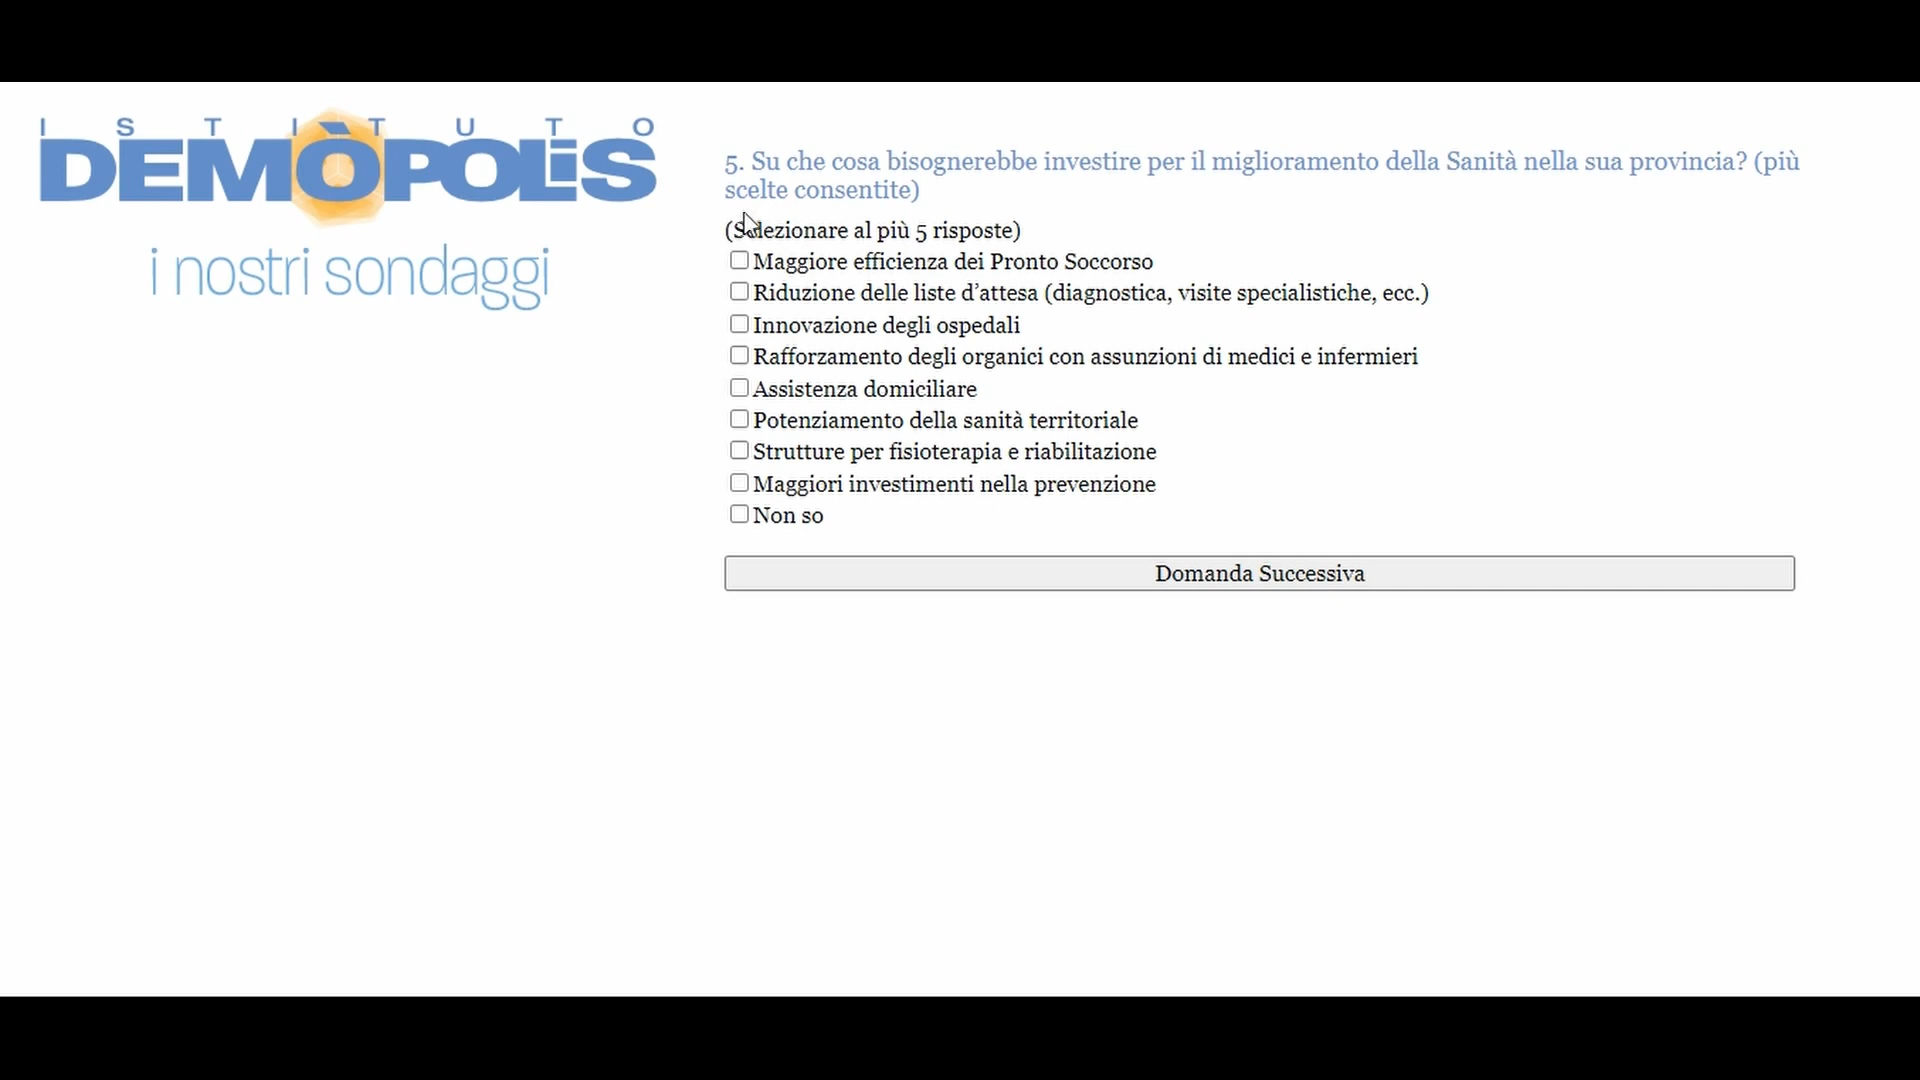 ISTITUTO
DEMÒPOLiS
i nostri sondaggi
5. Su che cosa bisognerebbe investire per il miglioramento della Sanità nella sua provincia? (più
scelte consentite)
(Selezionare al più 5 risposte)
Maggiore efficienza dei Pronto Soccorso
Riduzione delle liste d’attesa (diagnostica, visite specialistiche, ecc.)
Innovazione degli ospedali
Rafforzamento degli organici con assunzioni di medici e infermieri
Assistenza domiciliare
Potenziamento della sanità territoriale
Strutture per fisioterapia e riabilitazione
Maggiori investimenti nella prevenzione
Non so
Domanda Successiva